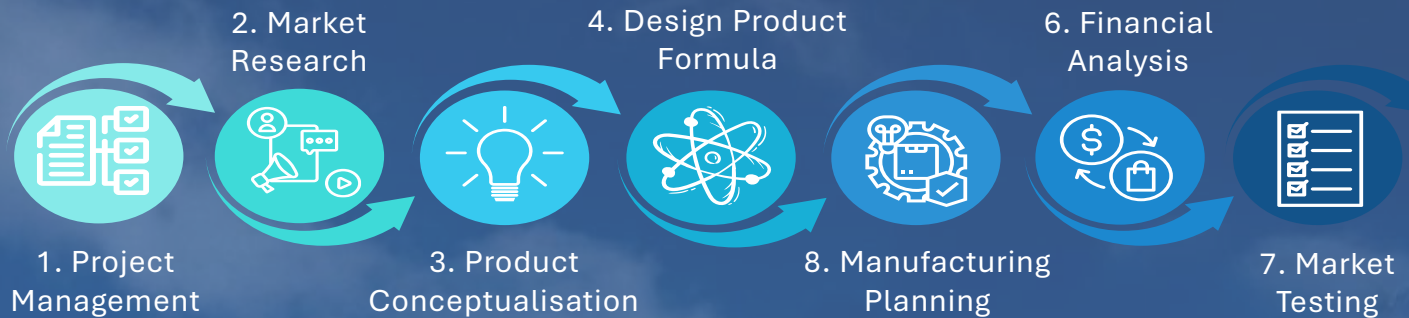 2. Market
Research
4. Design Product
Formula
6. Financial
Analysis
1. Project
Management
3. Product
Conceptualisation
8. Manufacturing
Planning
7. Market
Testing